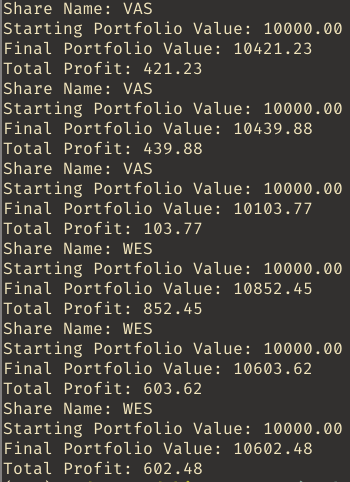 Share Name: VAS
Starting Portfolio Value: 10000.00
Final Portfolio Value: 10421.23
Total Profit: 421.23
Share Name: VAS
Starting Portfolio Value: 10000.00
Final Portfolio Value: 10439.88
Total Profit: 439.88
Share Name: VAS
Starting Portfolio Value: 10000.00
Final Portfolio Value: 10103.77
Total Profit: 103.77
Share Name: WES
Starting Portfolio Value: 10000.00
Final Portfolio Value: 10852.45
Total Profit: 852.45
Share Name: WES
Starting Portfolio Value: 10000.00
Final Portfolio Value: 10603.62
Total Profit: 603.62
Share Name: WES
Starting Portfolio Value: 10000.00
Final Portfolio Value: 10602.48
Total Profit: 602.48